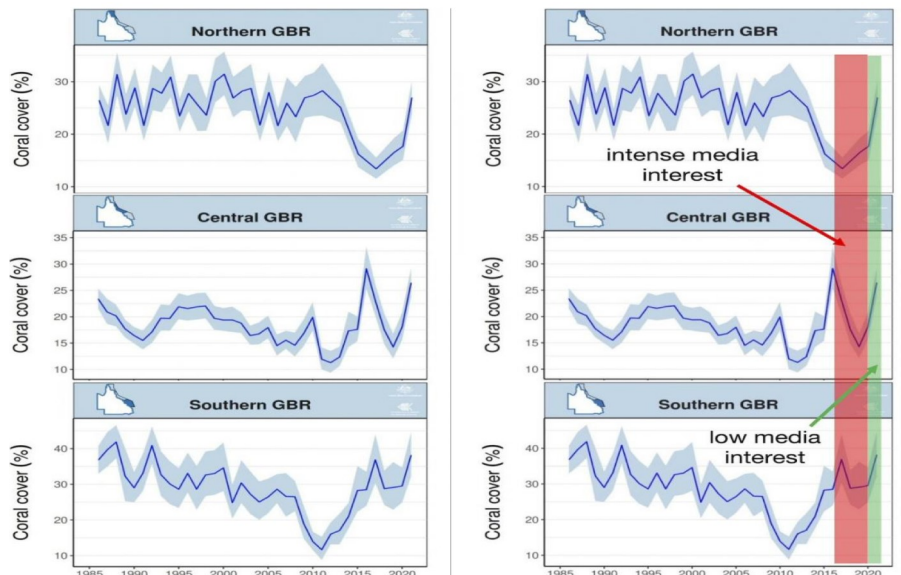 Northern GBR
Coral cover (%)
30
20
10
Central GBR
Coral cover (%)
35
30
25
20
15
10
Southern GBR
Coral cover (%)
40
30
20
10
1985 1990 1995 2000 2005 2010 2015 2020
Northern GBR
Coral cover (%)
30
20
10
intense media
interest
Central GBR
Coral cover (%)
35
30
25
20
15
10
Southern GBR
Coral cover (%)
40
30
20
10
low media
interest
1985 1990 1995 2000 2005 2010 2015 2020